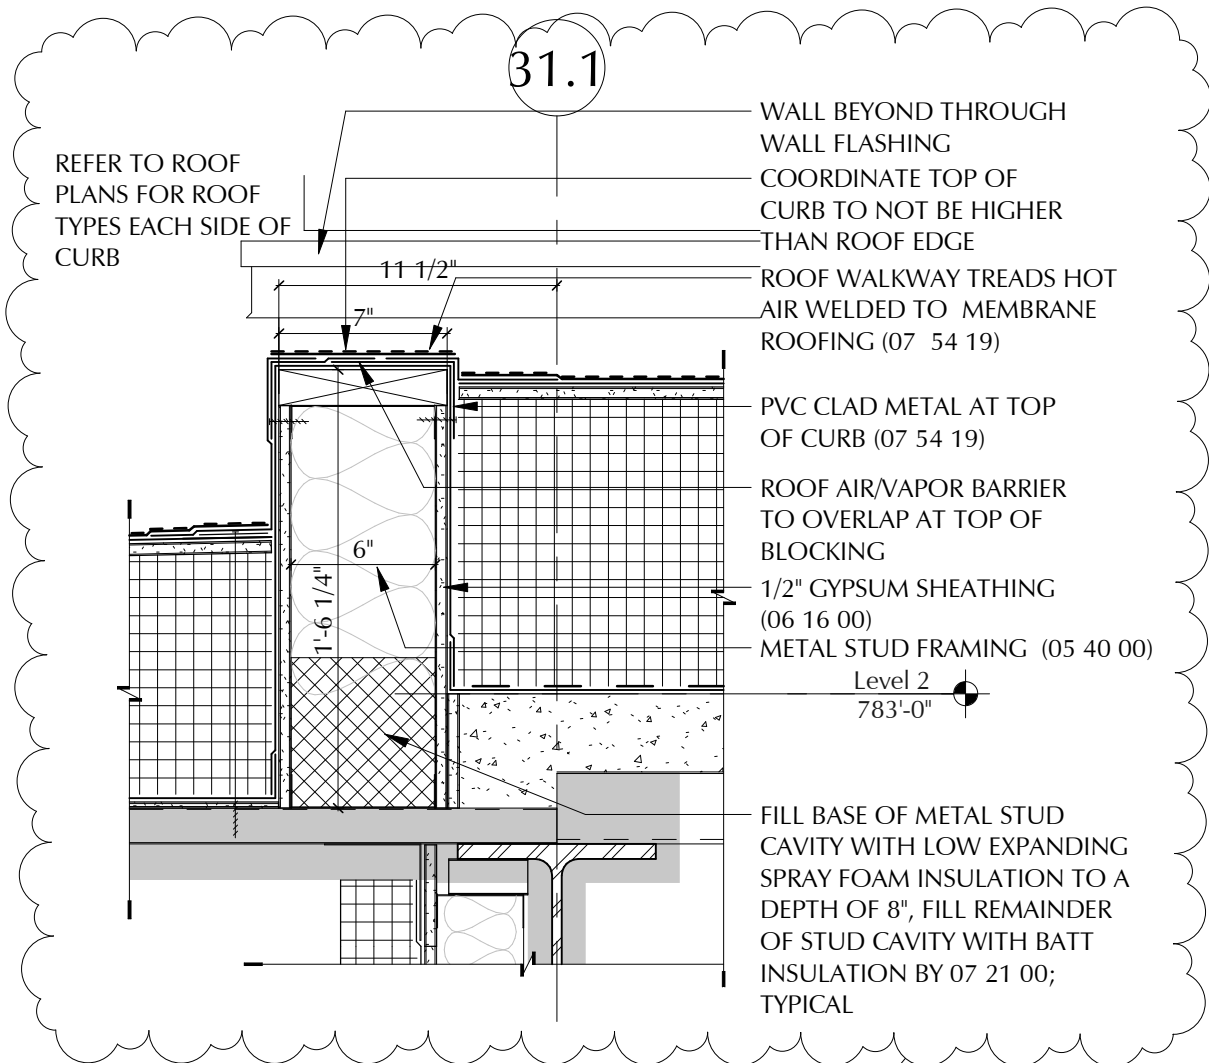 31.1
REFER TO ROOF
PLANS FOR ROOF
TYPES EACH SIDE OF
CURB
WALL BEYOND THROUGH
WALL FLASHING
COORDINATE TOP OF
CURB TO NOT BE HIGHER
THAN ROOF EDGE
11 1/2"
ROOF WALKWAY TREADS HOT
AIR WELDED TO MEMBRANE
ROOFING (07 54 19)
7"
PVC CLAD METAL AT TOP
OF CURB (07 54 19)
ROOF AIR/VAPOR BARRIER
TO OVERLAP AT TOP OF
BLOCKING
6"
1'-6 1/4"
1/2" GYPSUM SHEATHING
(06 16 00)
METAL STUD FRAMING (05 40 00)
Level 2
783'-0"
FILL BASE OF METAL STUD
CAVITY WITH LOW EXPANDING
SPRAY FOAM INSULATION TO A
DEPTH OF 8", FILL REMAINDER
OF STUD CAVITY WITH BATT
INSULATION BY 07 21 00;
TYPICAL